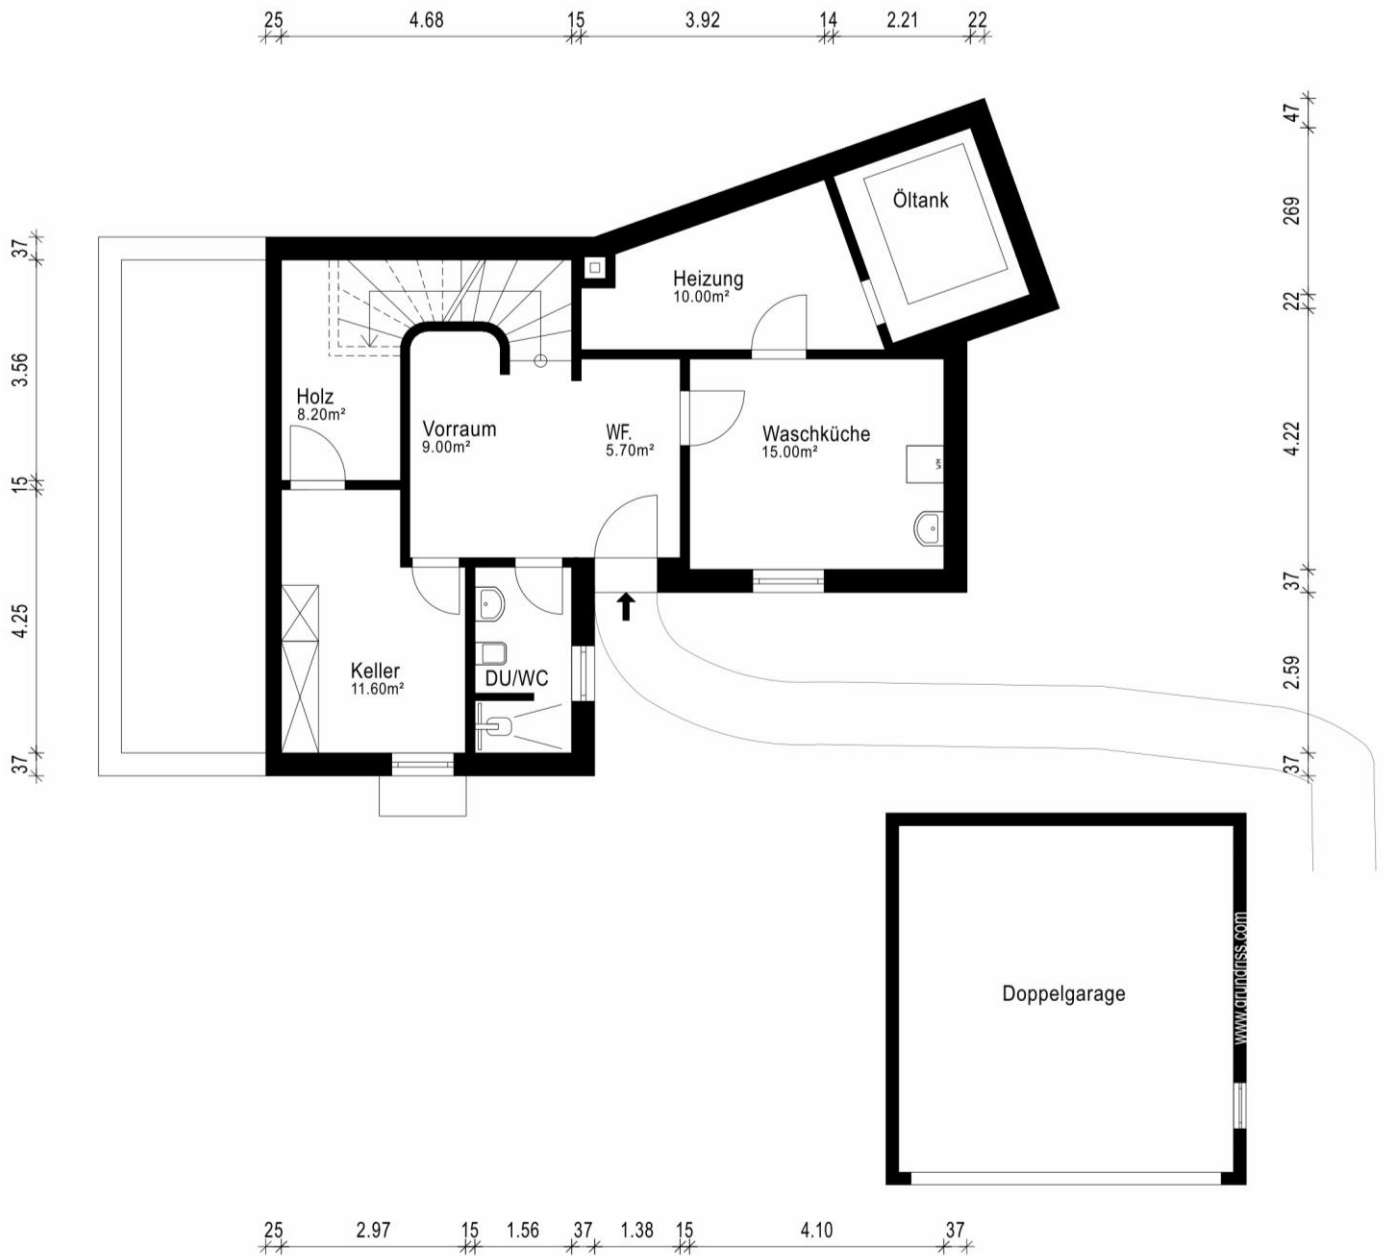 25 4.68 15 3.92 14 2.21 22
47
269
22
4.22
37
2.59
37
37
3.56
15
4.25
37
Öltank
Heizung
10.00m²
Holz
8.20m²
Vorraum
9.00m²
WF.
5.70m²
Waschküche
15.00m²
Keller
11.60m²
DU/WC
Doppelgarage
www.grundriss.com
25 2.97 15 1.56 37 1.38 15 4.10 37